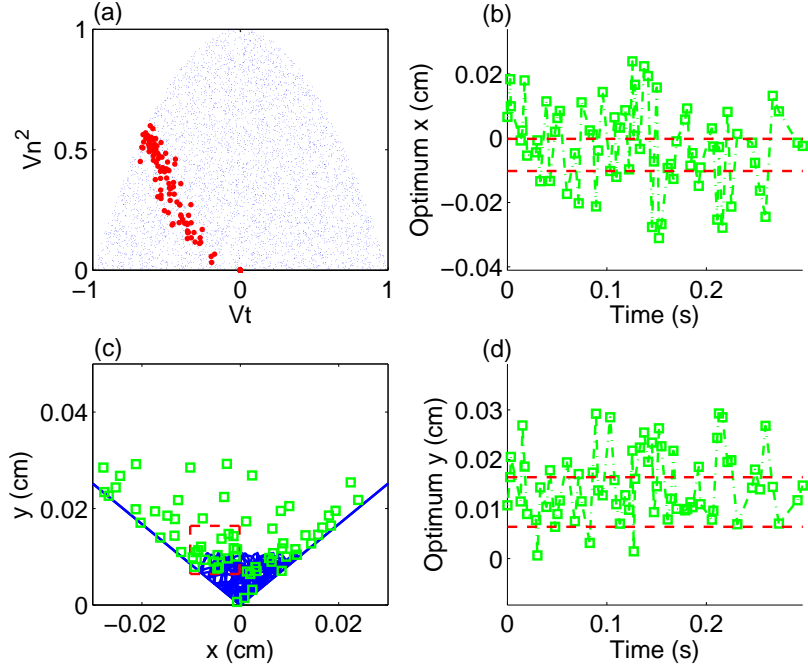 (a)
1
0.5
0
−1
0
1
Vn²
Vt
(b)
0.02
0
−0.02
−0.04
0
0.1
0.2
Optimum x (cm)
Time (s)
(c)
0.04
0.02
0
−0.02
0
0.02
y (cm)
x (cm)
(d)
0.03
0.02
0.01
0
0
0.1
0.2
Optimum y (cm)
Time (s)